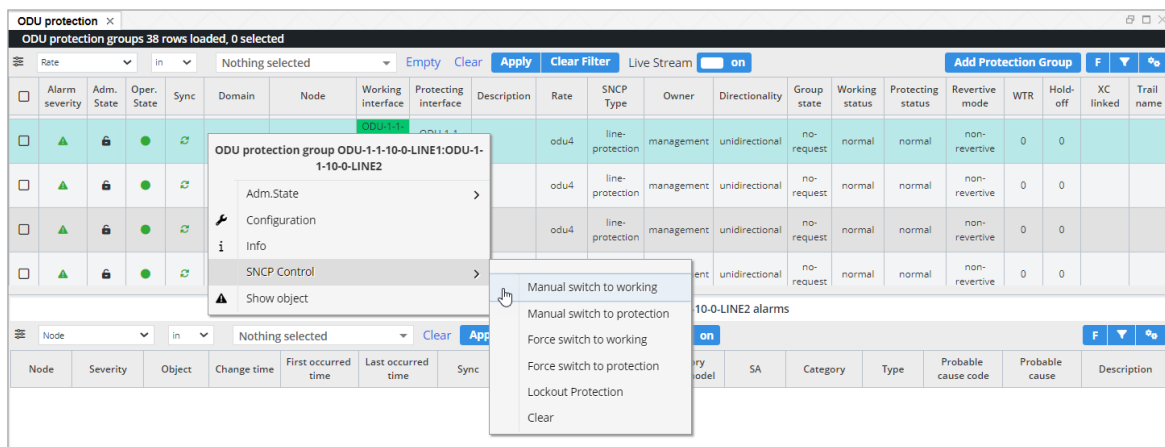 ODU protection ×
ODU protection groups 38 rows loaded, 0 selected
Rate in Nothing selected Empty Clear Apply Clear Filter Live Stream on Add Protection Group F
Alarm severity Adm. State Oper. State Sync Domain Node Working interface Protecting interface Description Rate SNCP Type Owner Directionality Group state Working status Protecting status Revertive mode WTR Hold-off XC linked Trail name
ODU-1-1- odu4 line-protection management unidirectional no-request normal normal non-revertive 0 0
odu4 line-protection management unidirectional no-request normal normal non-revertive 0 0
odu4 line-protection management unidirectional no-request normal normal non-revertive 0 0
unidirectional no-request normal normal non-revertive 0 0
ODU protection group ODU-1-1-10-0-LINE1:ODU-1-
1-10-0-LINE2
Adm.State
Configuration
Info
SNCP Control
Show object
Manual switch to working
Manual switch to protection
Force switch to working
Force switch to protection
Lockout Protection
Clear
10-0-LINE2 alarms
Node in Nothing selected Clear on F
Node Severity Object Change time First occurred time Last occurred time Sync SA Category Type Probable cause code Probable cause Description